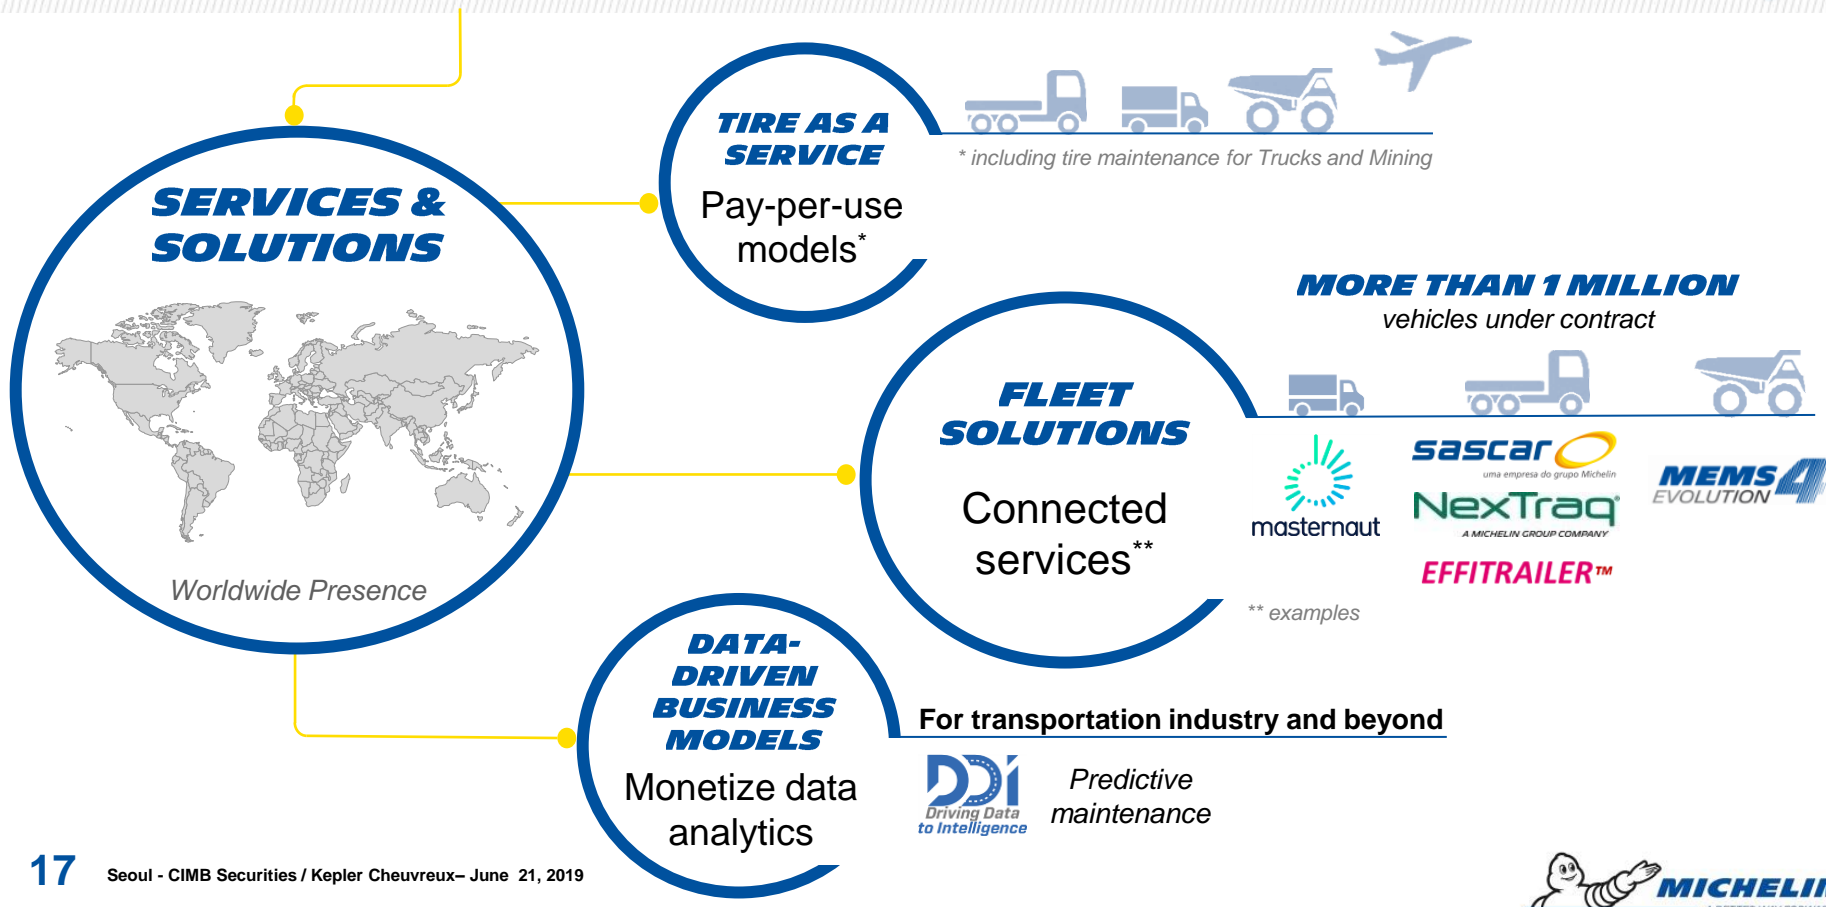 SERVICES &
SOLUTIONS
Worldwide Presence
TIRE AS A
SERVICE
Pay-per-use
models*
* including tire maintenance for Trucks and Mining
MORE THAN 1 MILLION
vehicles under contract
FLEET
SOLUTIONS
Connected
services**
masternaut
sascar
uma empresa do grupo Michelin
NexTraq
A MICHELIN GROUP COMPANY
EFFITRAILER™
MEMS 4
EVOLUTION
** examples
DATA-
DRIVEN
BUSINESS
MODELS
Monetize data
analytics
For transportation industry and beyond
DDi
Driving Data
to Intelligence
Predictive
maintenance
17
Seoul - CIMB Securities / Kepler Cheuvreux– June 21, 2019
MICHELIN